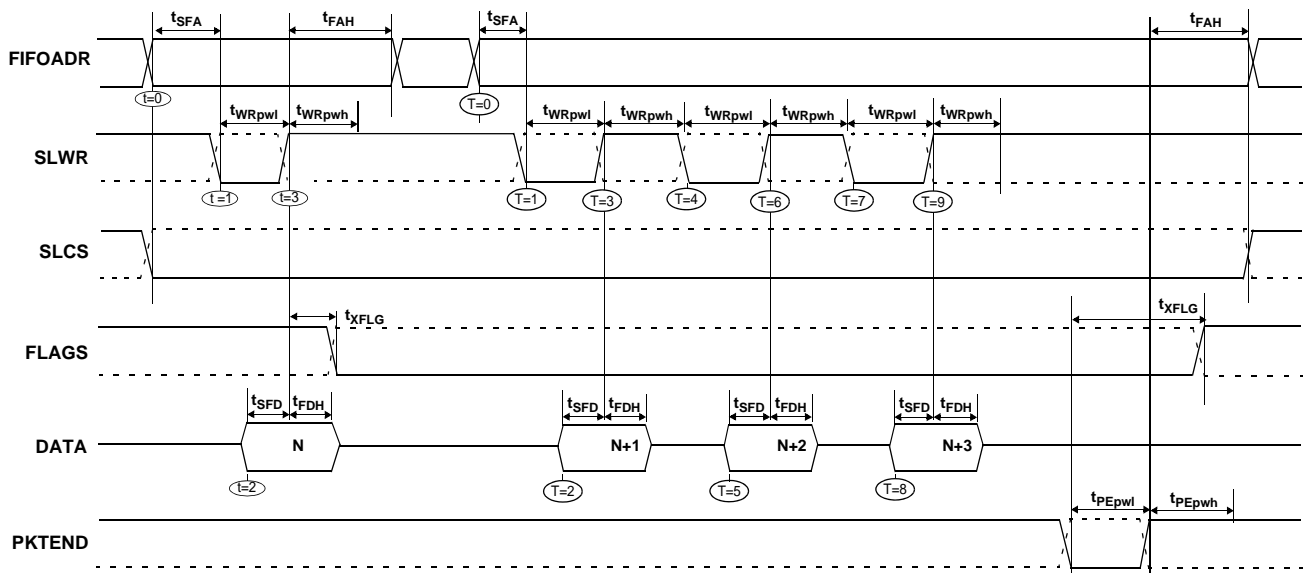 tSFA tFAH tSFA tFAH
FIFOADR
t=0 T=0
tWRpwl tWRpwh tWRpwl tWRpwh tWRpwl tWRpwh tWRpwl tWRpwh
SLWR
t=1 t=3 T=1 T=3 T=4 T=6 T=7 T=9
SLCS
tXFLG tXFLG
FLAGS
tSFD tFDH tSFD tFDH tSFD tFDH tSFD tFDH
DATA N N+1 N+2 N+3
t=2 T=2 T=5 T=8
tPEpwl tPEpwh
PKTEND